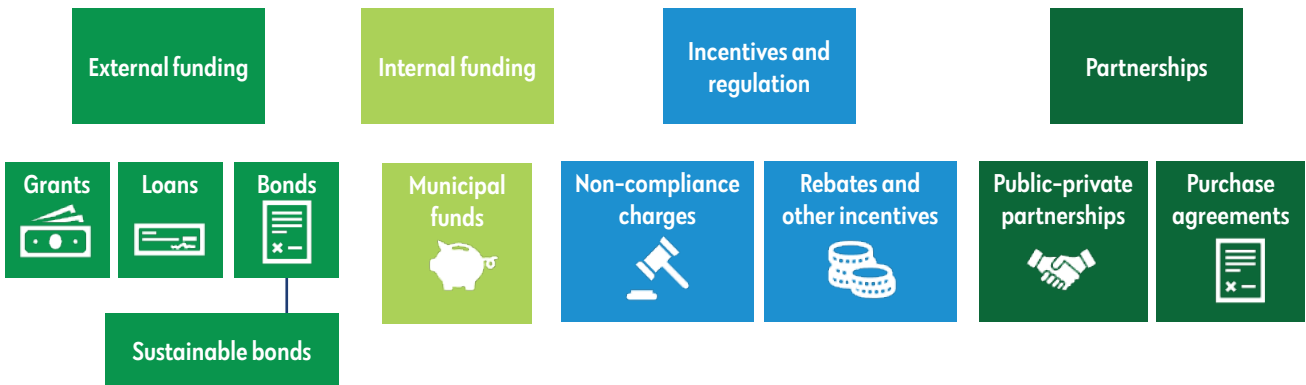 External funding
Internal funding
Incentives and
regulation
Partnerships
Grants
Loans
Bonds
Municipal
funds
Non-compliance
charges
Rebates and
other incentives
Public-private
partnerships
Purchase
agreements
Sustainable bonds